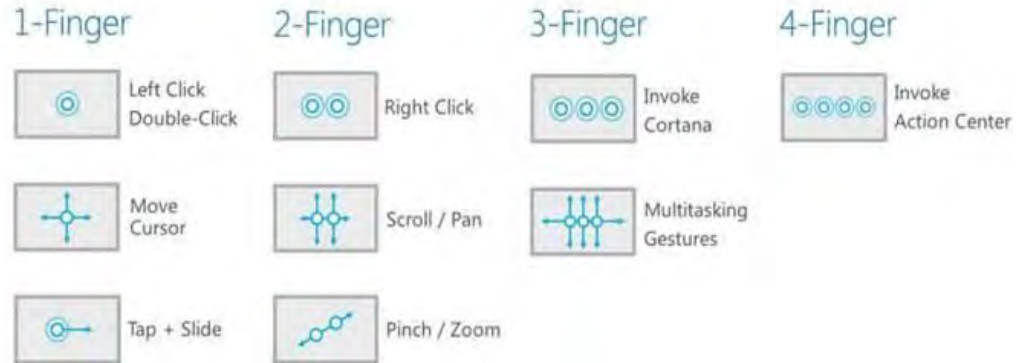 1-Finger
2-Finger
3-Finger
4-Finger
Left Click
Double-Click
Right Click
Invoke
Cortana
Invoke
Action Center
Move
Cursor
Scroll / Pan
Multitasking
Gestures
Tap + Slide
Pinch / Zoom